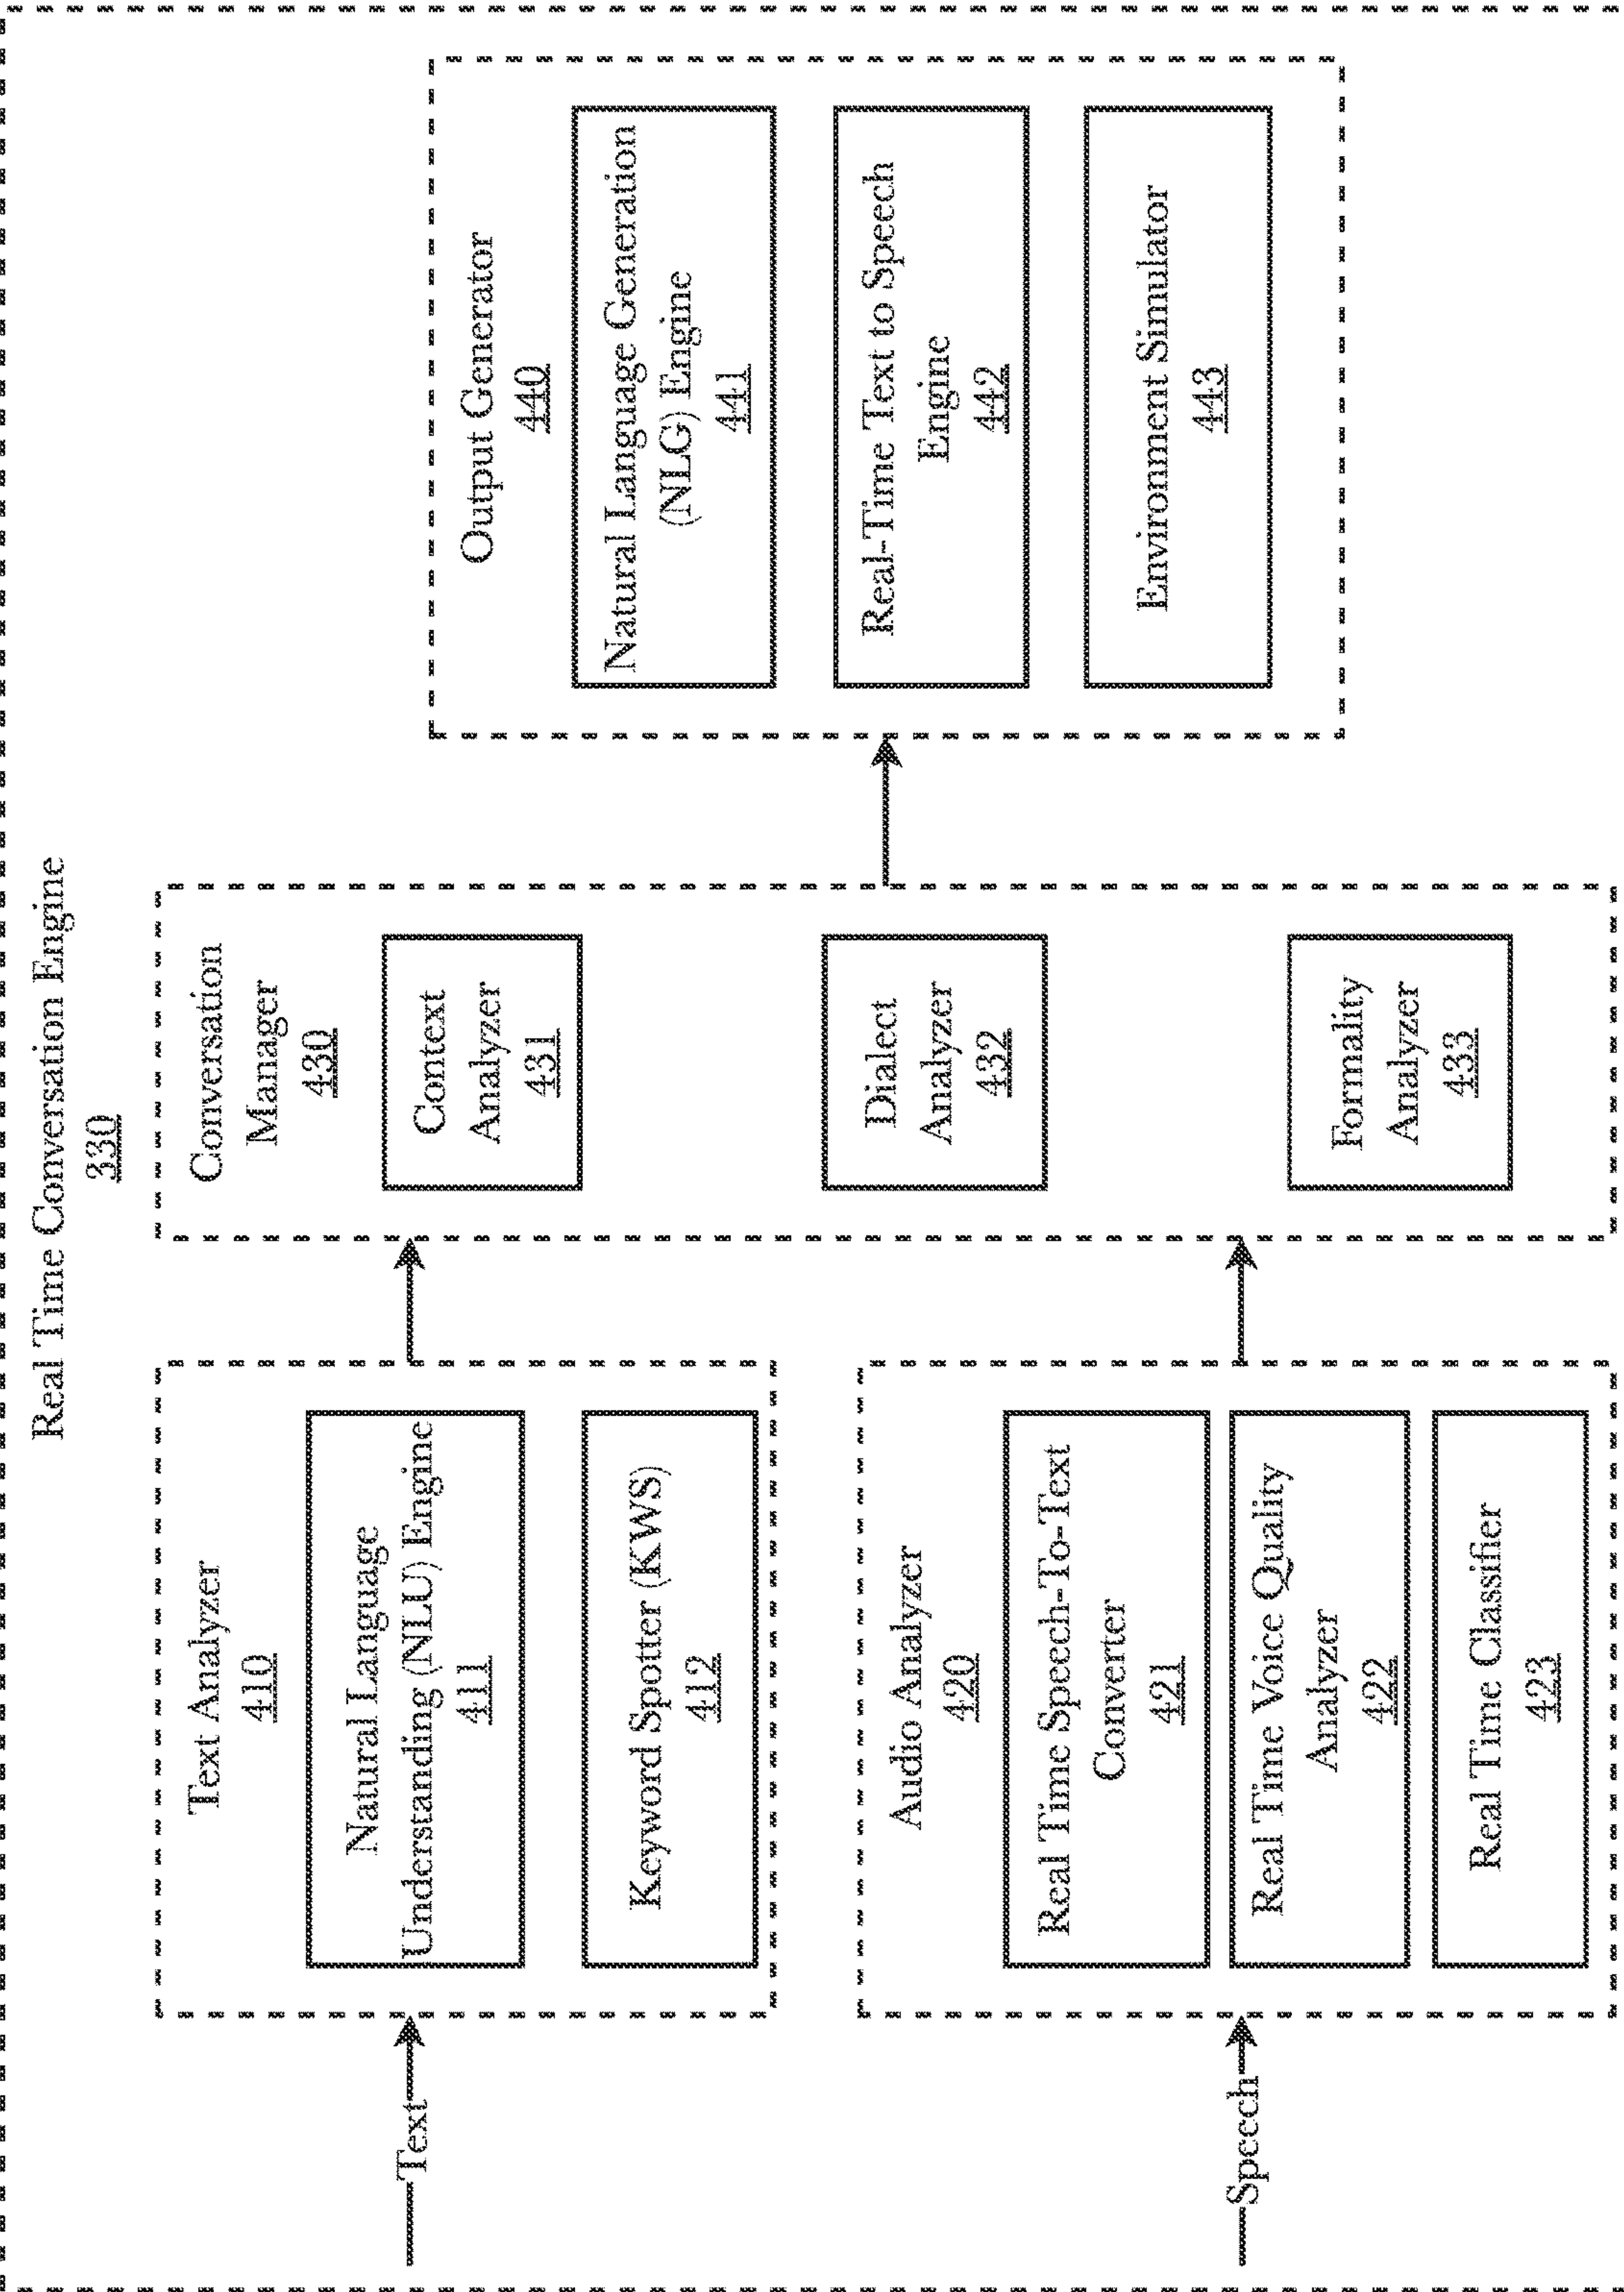 Real Time Conversation Engine
330
Text
Text Analyzer
410
Natural Language
Understanding (NLU) Engine
411
Keyword Spotter (KWS)
412
Speech
Audio Analyzer
420
Real Time Speech-To-Text
Converter
421
Real Time Voice Quality
Analyzer
422
Real Time Classifier
423
Conversation
Manager
430
Context
Analyzer
431
Dialect
Analyzer
432
Formality
Analyzer
433
Output Generator
440
Natural Language Generation
(NLG) Engine
441
Real-Time Text to Speech
Engine
442
Environment Simulator
443